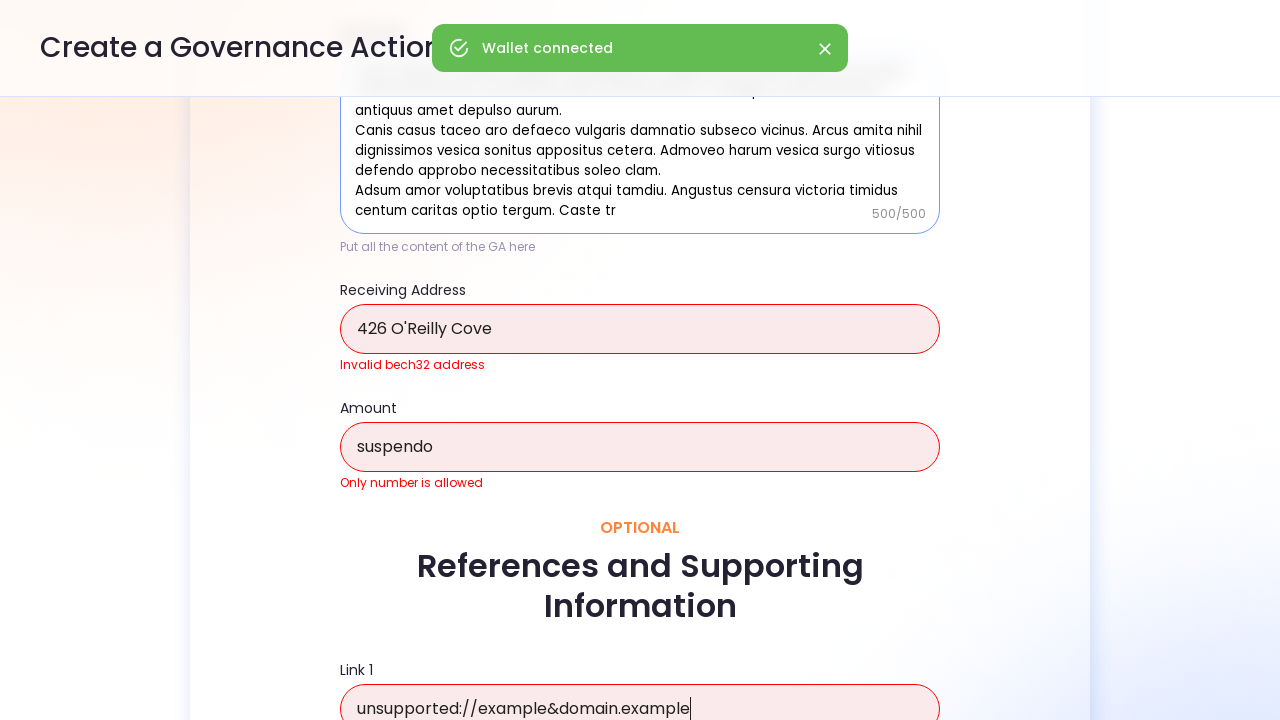 Create a Governance Action
Wallet connected
antiquus amet depulso aurum.
Canis casus taceo aro defaeco vulgaris damnatio subseco vicinus. Arcus amita nihil
dignissimos vesica sonitus appositus cetera. Admoveo harum vesica surgo vitiosus
defendo approbo necessitatibus soleo clam.
Adsum amor voluptatibus brevis atqui tamdiu. Angustus censura victoria timidus
centum caritas optio tergum. Caste tr
500/500
Put all the content of the GA here
Receiving Address
426 O'Reilly Cove
Invalid bech32 address
Amount
suspendo
Only number is allowed
OPTIONAL
References and Supporting
Information
Link 1
unsupported://example&domain.example